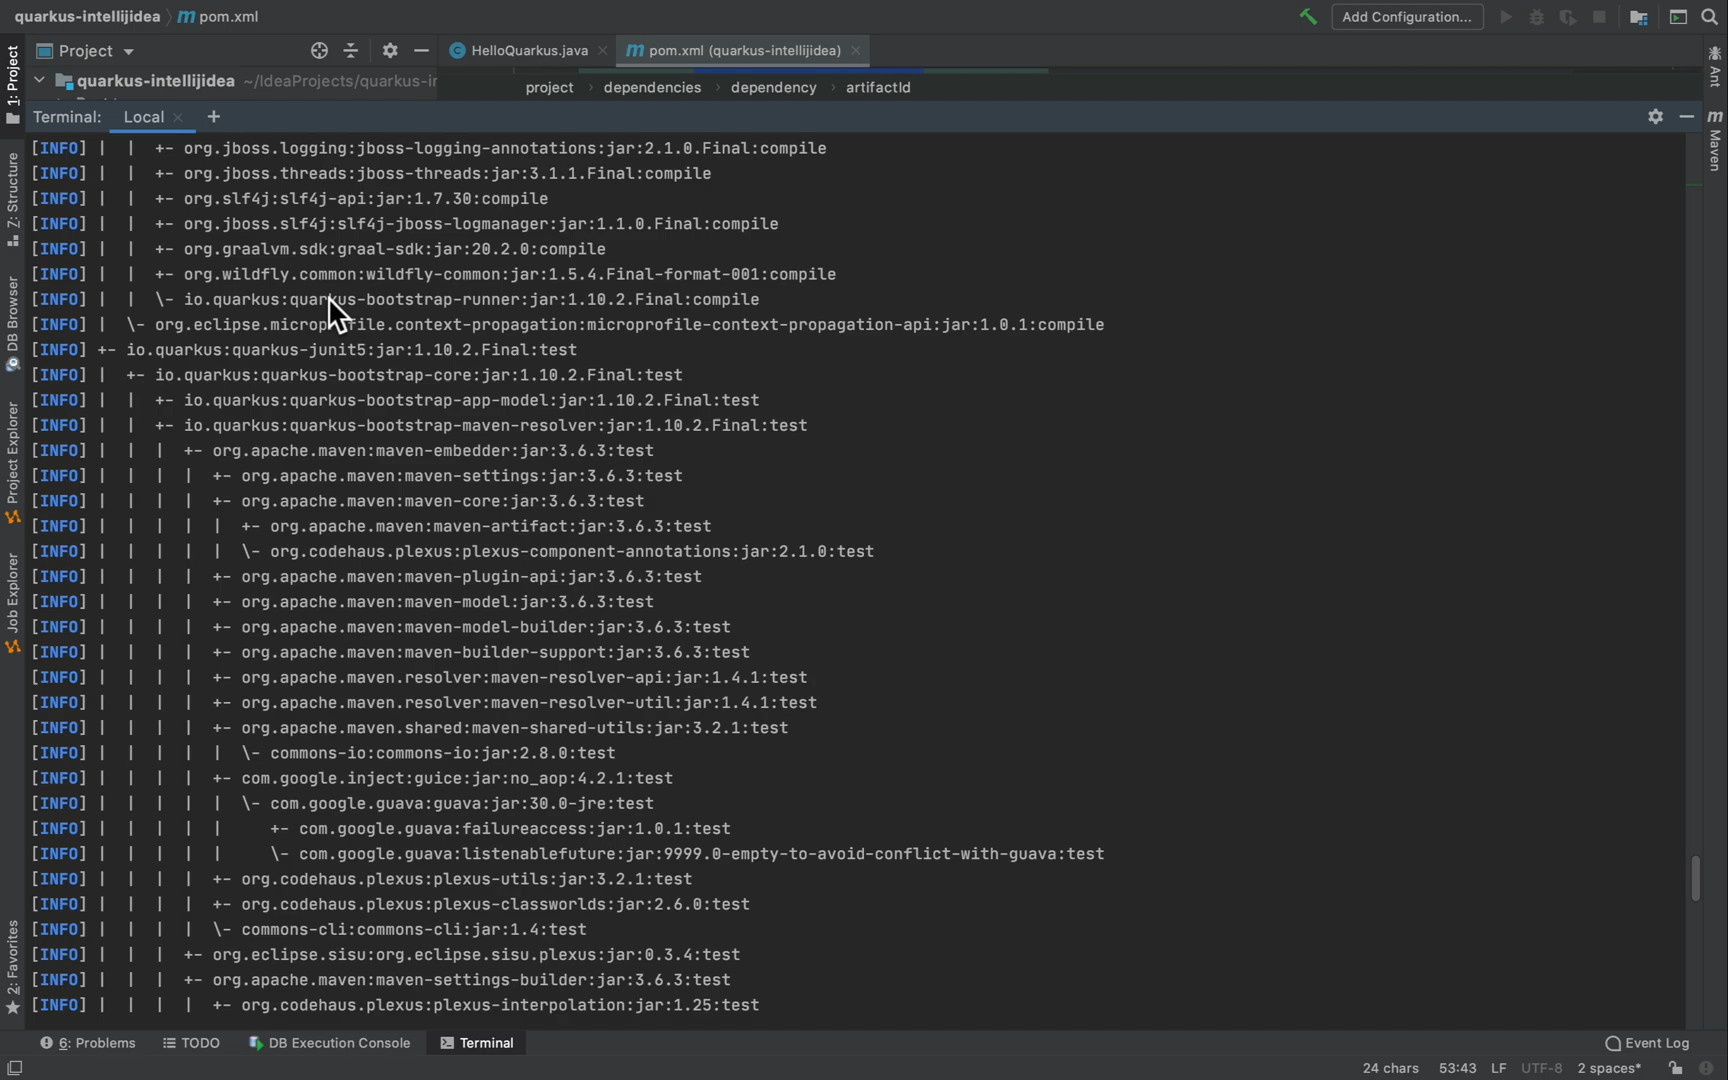 quarkus-intellijidea pom.xml Add Configuration...
Project HelloQuarkus.java pom.xml (quarkus-intellijidea)
quarkus-intellijidea ~/IdeaProjects/quarkus-in
project dependencies dependency artifactId
Terminal: Local +
[INFO] | | +- org.jboss.logging:jboss-logging-annotations:jar:2.1.0.Final:compile
[INFO] | | +- org.jboss.threads:jboss-threads:jar:3.1.1.Final:compile
[INFO] | | +- org.slf4j:slf4j-api:jar:1.7.30:compile
[INFO] | | +- org.jboss.slf4j:slf4j-jboss-logmanager:jar:1.1.0.Final:compile
[INFO] | | +- org.graalvm.sdk:graal-sdk:jar:20.2.0:compile
[INFO] | | +- org.wildfly.common:wildfly-common:jar:1.5.4.Final-format-001:compile
[INFO] | | \- io.quarkus:quarkus-bootstrap-runner:jar:1.10.2.Final:compile
[INFO] | \- org.eclipse.microprofile.context-propagation:microprofile-context-propagation-api:jar:1.0.1:compile
[INFO] +- io.quarkus:quarkus-junit5:jar:1.10.2.Final:test
[INFO] | +- io.quarkus:quarkus-bootstrap-core:jar:1.10.2.Final:test
[INFO] | | +- io.quarkus:quarkus-bootstrap-app-model:jar:1.10.2.Final:test
[INFO] | | +- io.quarkus:quarkus-bootstrap-maven-resolver:jar:1.10.2.Final:test
[INFO] | | | +- org.apache.maven:maven-embedder:jar:3.6.3:test
[INFO] | | | | +- org.apache.maven:maven-settings:jar:3.6.3:test
[INFO] | | | | +- org.apache.maven:maven-core:jar:3.6.3:test
[INFO] | | | | | +- org.apache.maven:maven-artifact:jar:3.6.3:test
[INFO] | | | | | \- org.codehaus.plexus:plexus-component-annotations:jar:2.1.0:test
[INFO] | | | | +- org.apache.maven:maven-plugin-api:jar:3.6.3:test
[INFO] | | | | +- org.apache.maven:maven-model:jar:3.6.3:test
[INFO] | | | | +- org.apache.maven:maven-model-builder:jar:3.6.3:test
[INFO] | | | | +- org.apache.maven:maven-builder-support:jar:3.6.3:test
[INFO] | | | | +- org.apache.maven.resolver:maven-resolver-api:jar:1.4.1:test
[INFO] | | | | +- org.apache.maven.resolver:maven-resolver-util:jar:1.4.1:test
[INFO] | | | | +- org.apache.maven.shared:maven-shared-utils:jar:3.2.1:test
[INFO] | | | | | \- commons-io:commons-io:jar:2.8.0:test
[INFO] | | | | +- com.google.inject:guice:jar:no_aop:4.2.1:test
[INFO] | | | | | \- com.google.guava:guava:jar:30.0-jre:test
[INFO] | | | | | +- com.google.guava:failureaccess:jar:1.0.1:test
[INFO] | | | | | \- com.google.guava:listenablefuture:jar:9999.0-empty-to-avoid-conflict-with-guava:test
[INFO] | | | | +- org.codehaus.plexus:plexus-utils:jar:3.2.1:test
[INFO] | | | | +- org.codehaus.plexus:plexus-classworlds:jar:2.6.0:test
[INFO] | | | | \- commons-cli:commons-cli:jar:1.4:test
[INFO] | | | +- org.eclipse.sisu:org.eclipse.sisu.plexus:jar:0.3.4:test
[INFO] | | | +- org.apache.maven:maven-settings-builder:jar:3.6.3:test
[INFO] | | | | +- org.codehaus.plexus:plexus-interpolation:jar:1.25:test
1: Project
Z: Structure
DB Browser
Project Explorer
Job Explorer
2: Favorites
Ant
Maven
6: Problems TODO DB Execution Console Terminal Event Log
24 chars 53:43 LF UTF-8 2 spaces*